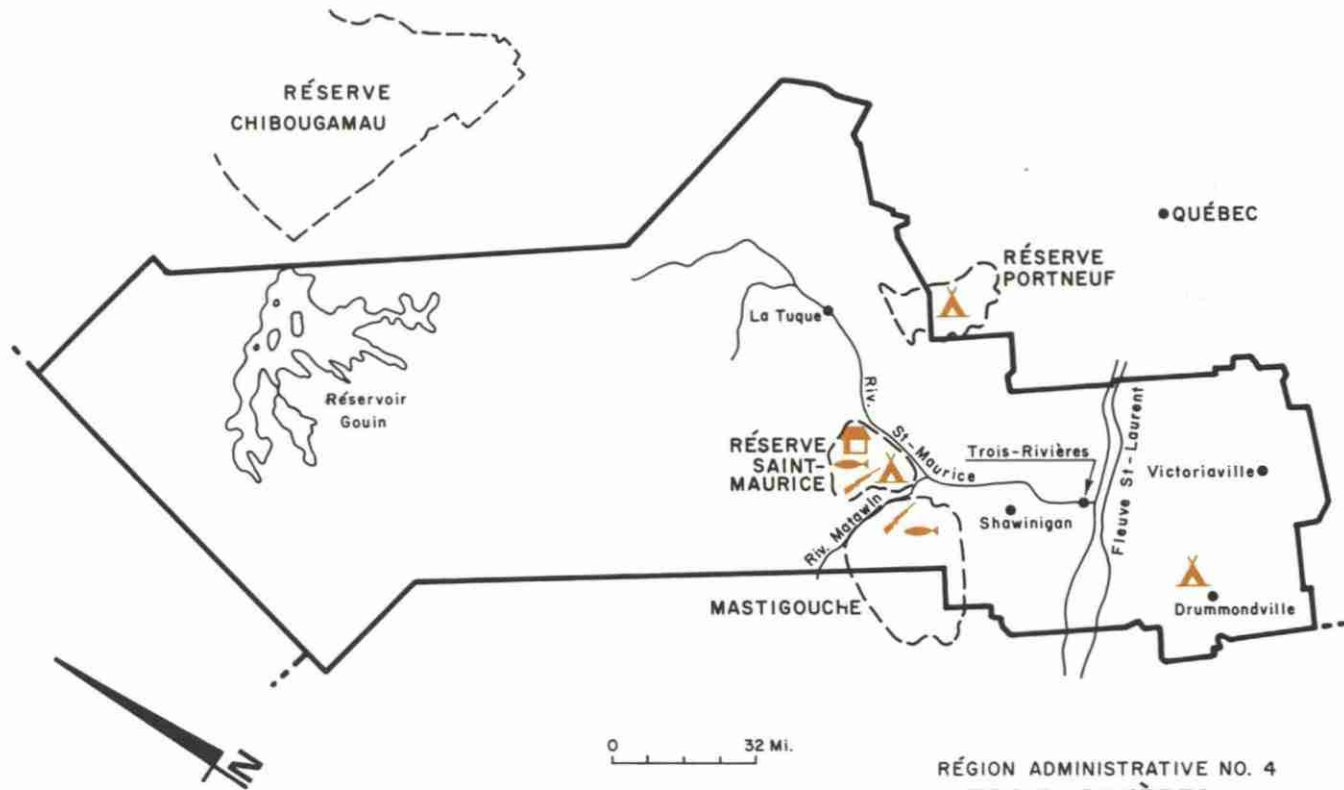 RÉSERVE
CHIBOUGAMAU
QUÉBEC
RÉSERVE
PORTNEUF
La Tuque
Réservoir
Gouin
Riv. St-Maurice
RÉSERVE
SAINT-
MAURICE
Trois-Rivières
Fleuve St-Laurent
Victoriaville
Shawinigan
Riv. Matawin
MASTIGOUCHE
Drummondville
N
0 32 Mi.
RÉGION ADMINISTRATIVE NO. 4